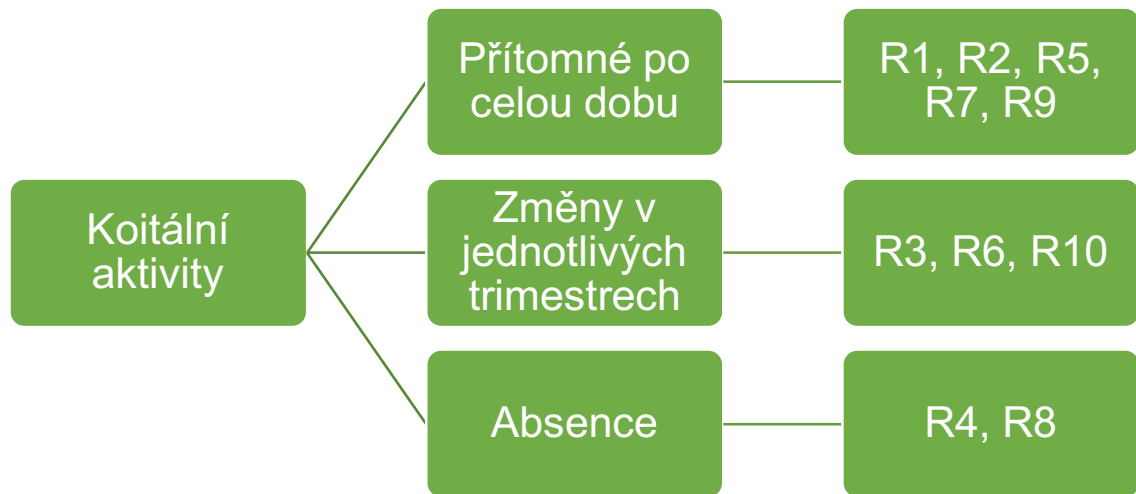 Koitální
aktivity
Přítomné po
celou dobu
R1, R2, R5,
R7, R9
Změny v
jednotlivých
trimestrech
R3, R6, R10
Absence
R4, R8